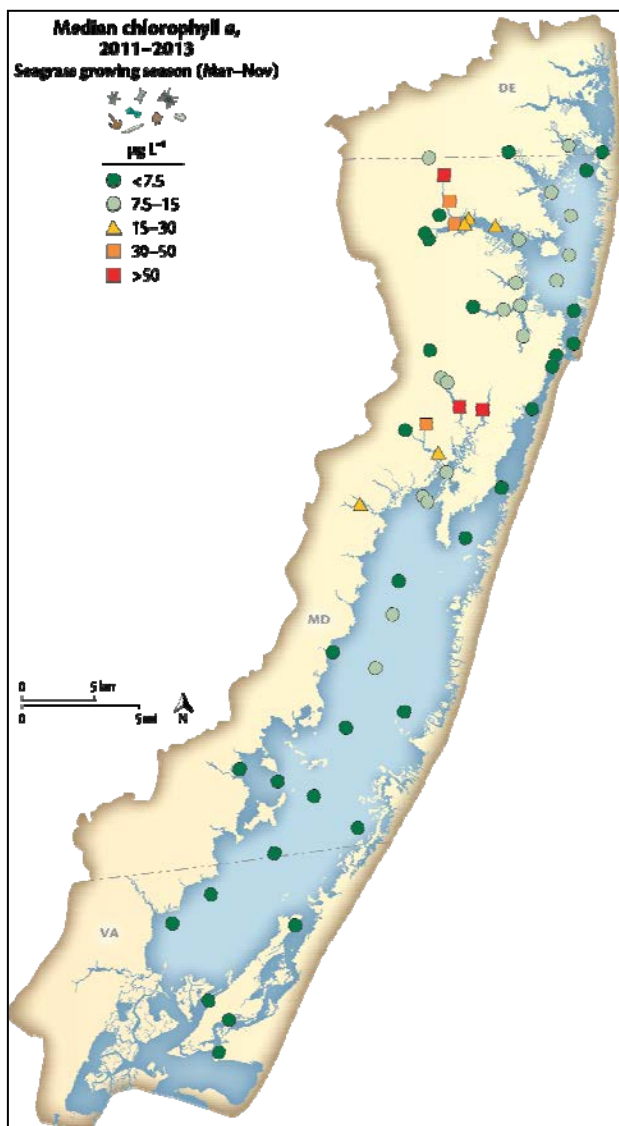 Median chlorophyll a,
2011–2013
Seagrass growing season (Mar–Nov)
µg L⁻¹
<7.5
7.5–15
15–30
30–50
>50
DE
MD
0 5 km
0 5 mi
N
VA